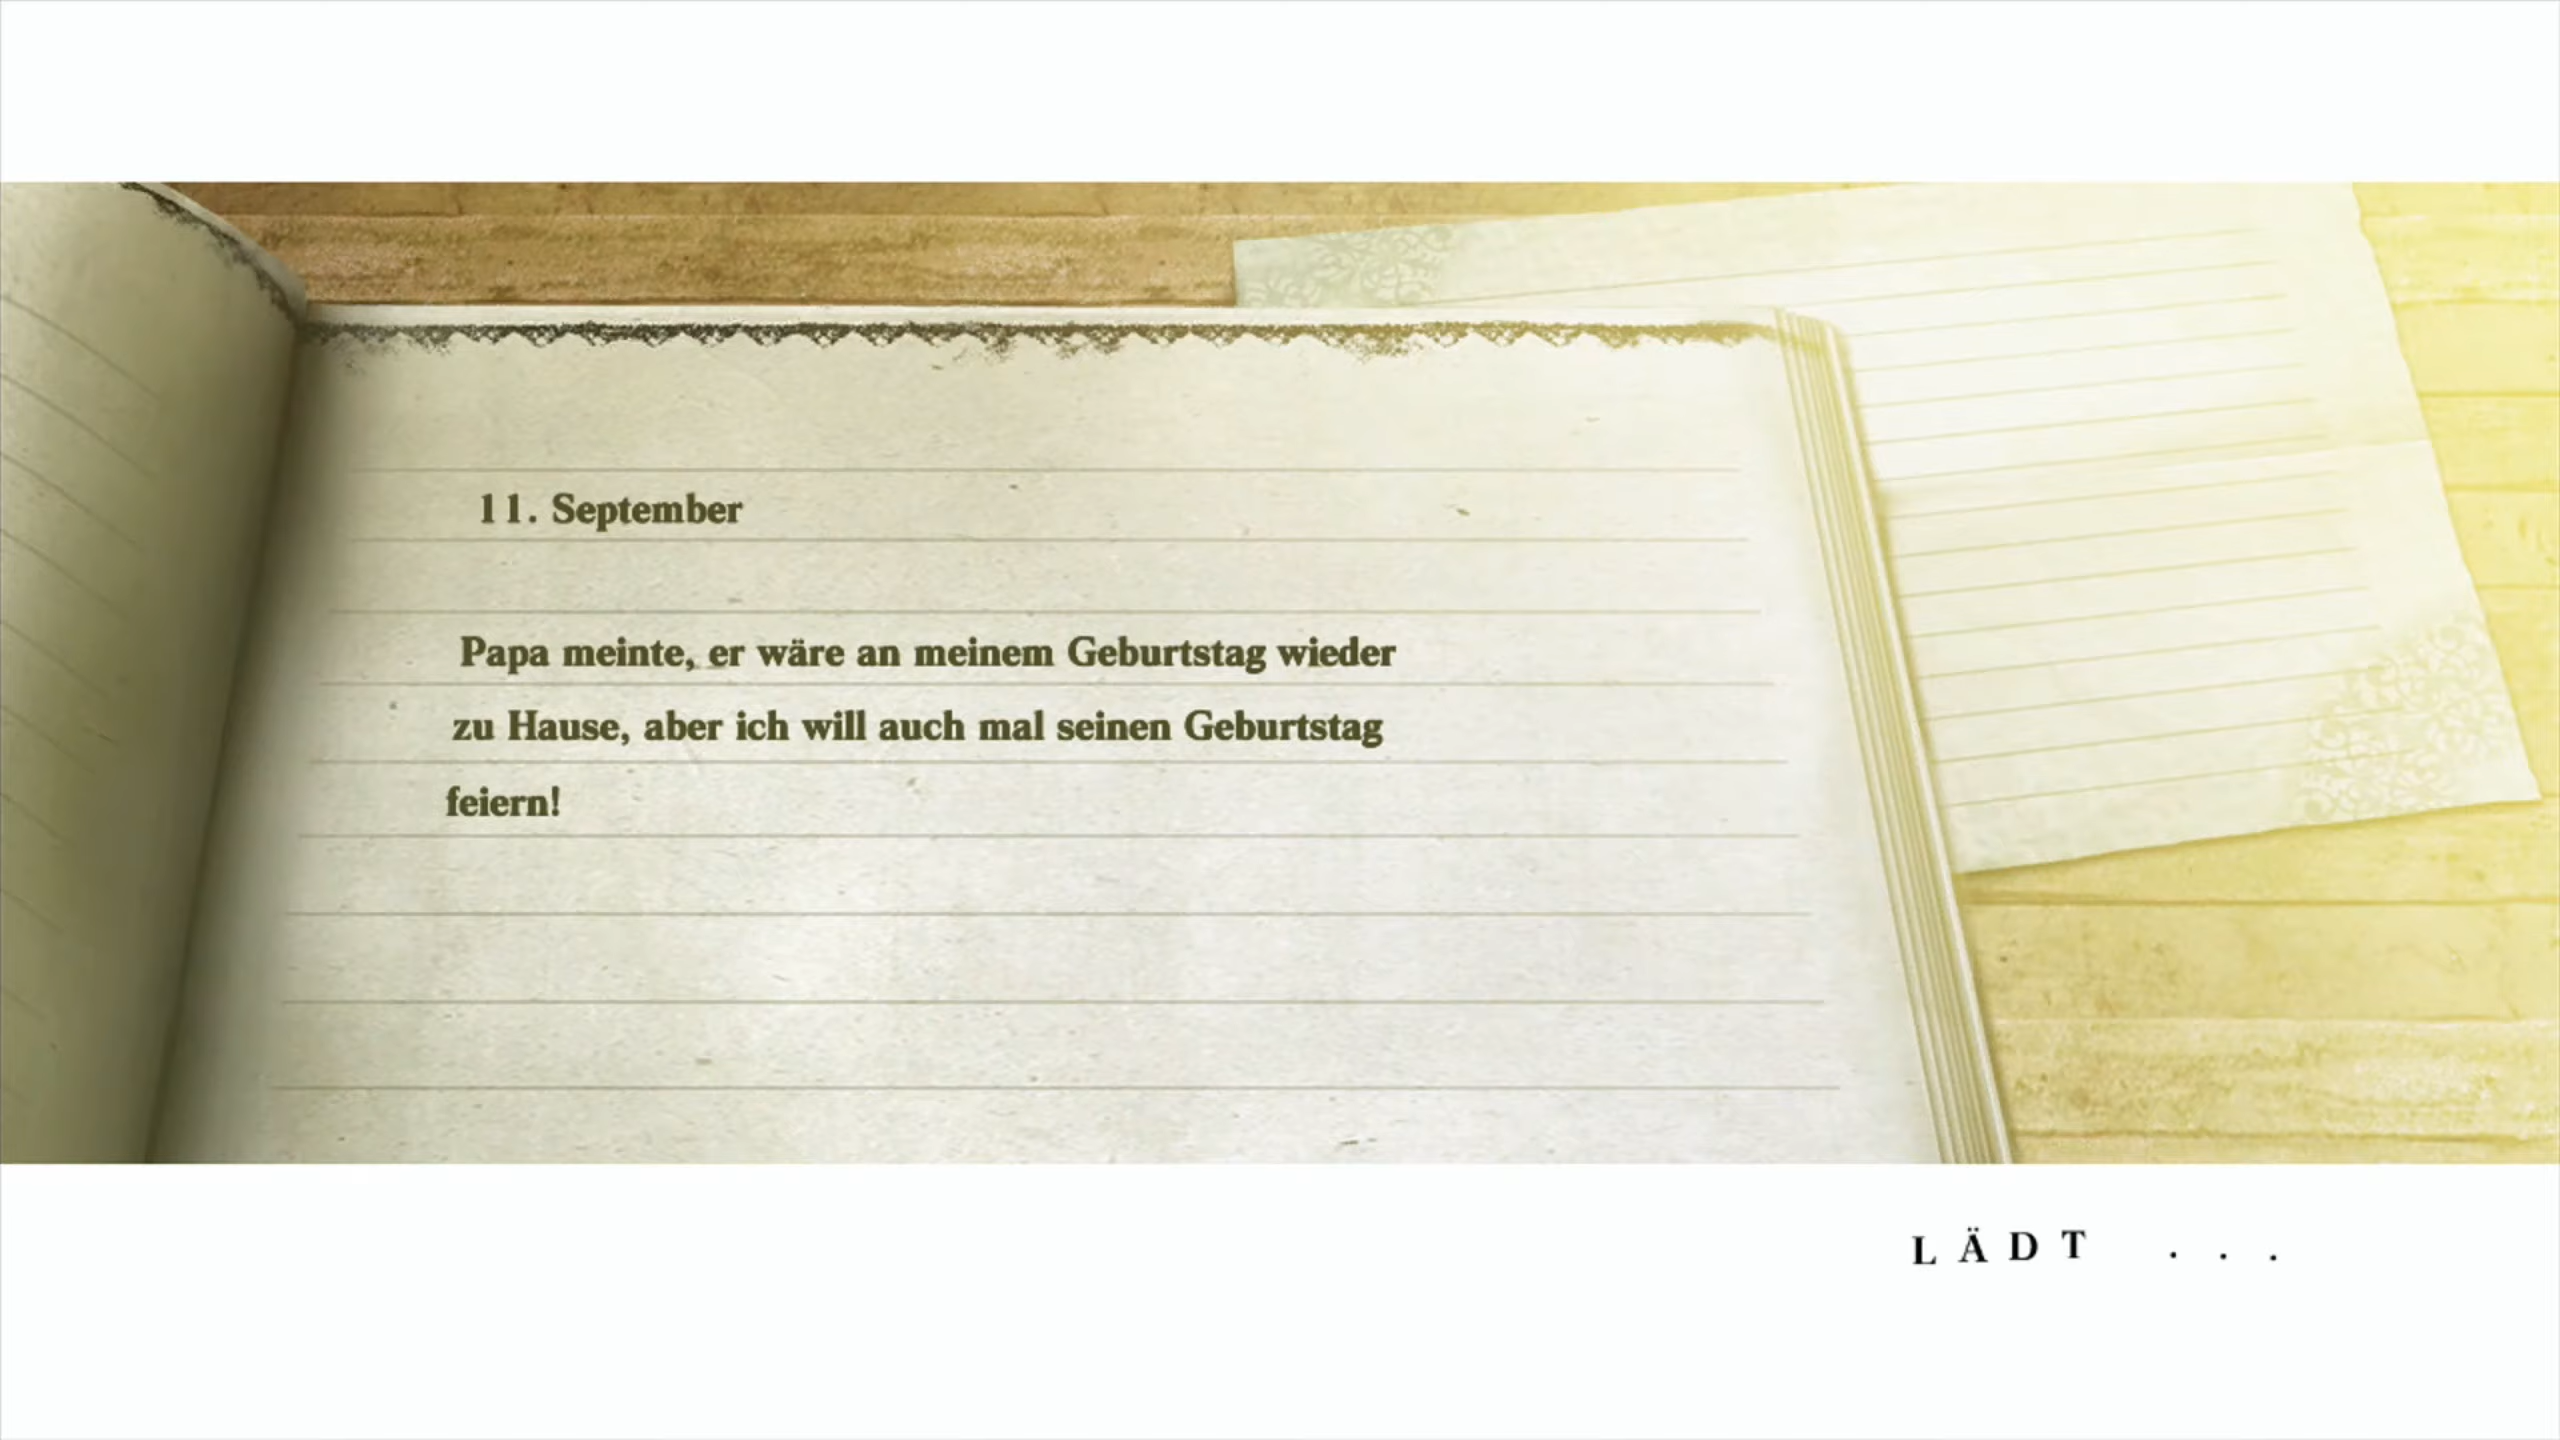 11. September
Papa meinte, er wäre an meinem Geburtstag wieder
zu Hause, aber ich will auch mal seinen Geburtstag
feiern!
LÄDT . . .